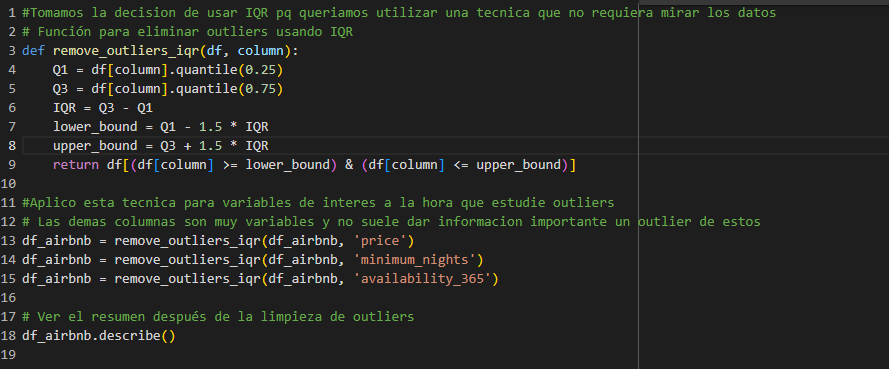 1 #Tomamos la decision de usar IQR pq queriamos utilizar una tecnica que no requiera mirar los datos
2 # Función para eliminar outliers usando IQR
3 def remove_outliers_iqr(df, column):
4     Q1 = df[column].quantile(0.25)
5     Q3 = df[column].quantile(0.75)
6     IQR = Q3 - Q1
7     lower_bound = Q1 - 1.5 * IQR
8     upper_bound = Q3 + 1.5 * IQR
9     return df[(df[column] >= lower_bound) & (df[column] <= upper_bound)]
10
11 #Aplico esta tecnica para variables de interes a la hora que estudie outliers
12 # Las demas columnas son muy variables y no suele dar informacion importante un outlier de estos
13 df_airbnb = remove_outliers_iqr(df_airbnb, 'price')
14 df_airbnb = remove_outliers_iqr(df_airbnb, 'minimum_nights')
15 df_airbnb = remove_outliers_iqr(df_airbnb, 'availability_365')
16
17 # Ver el resumen después de la limpieza de outliers
18 df_airbnb.describe()
19